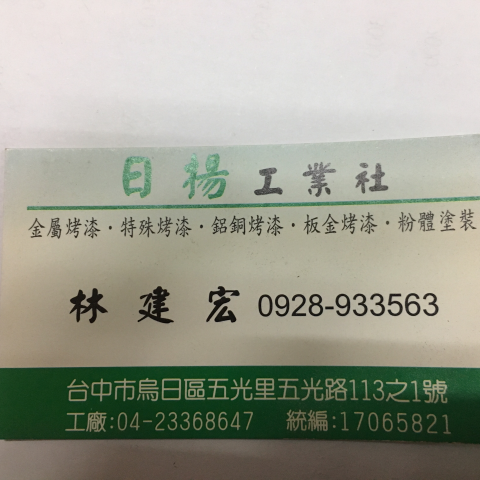 日揚工業社
金屬烤漆·特殊烤漆·鋁銅烤漆·板金烤漆·粉體塗裝
林建宏 0928-933563
台中市烏日區五光里五光路113之1號
工廠:04-23368647 統編:17065821